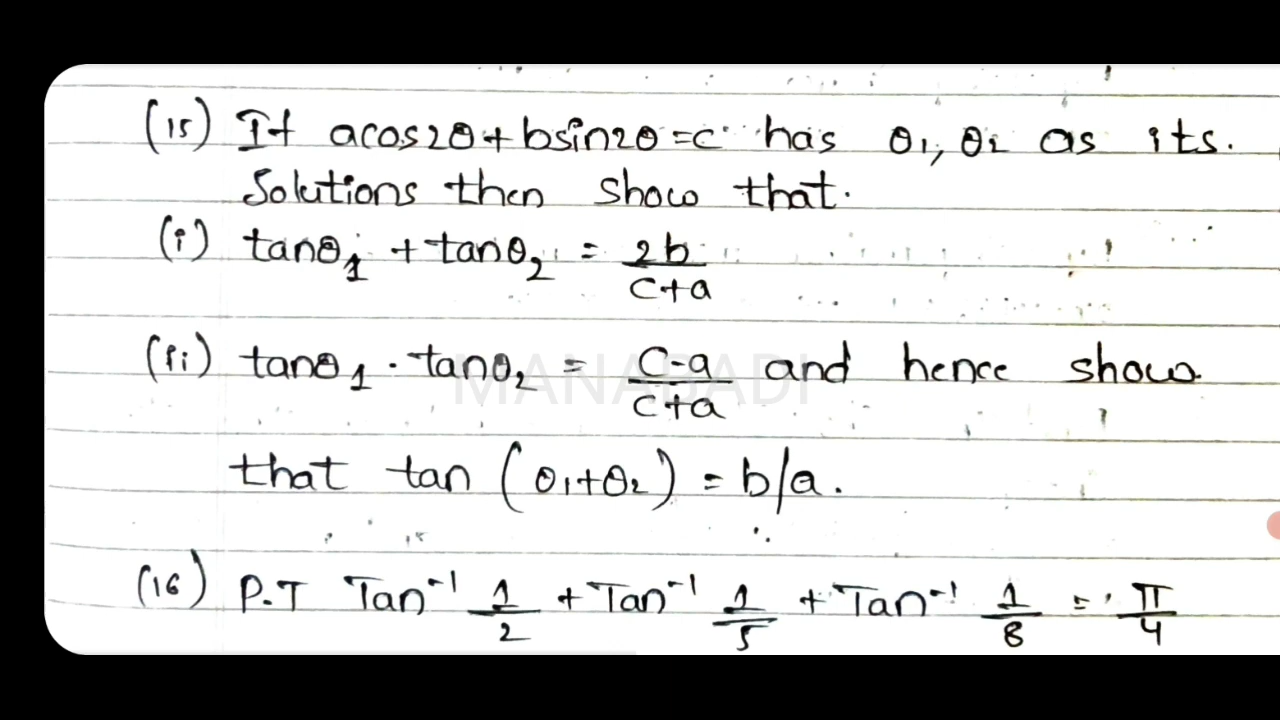 (15) If acos2θ+bsin2θ=c has θ1, θ2 as its.
Solutions then show that.
(i) tanθ1 + tanθ2 = 2b/c+a
(ii) tanθ1 . tanθ2 = c-a/c+a and hence show
that tan (θ1+θ2) = b/a.
(16) P.T Tan⁻¹ 1/2 + Tan⁻¹ 1/5 + Tan⁻¹ 1/8 = π/4
MANABADI